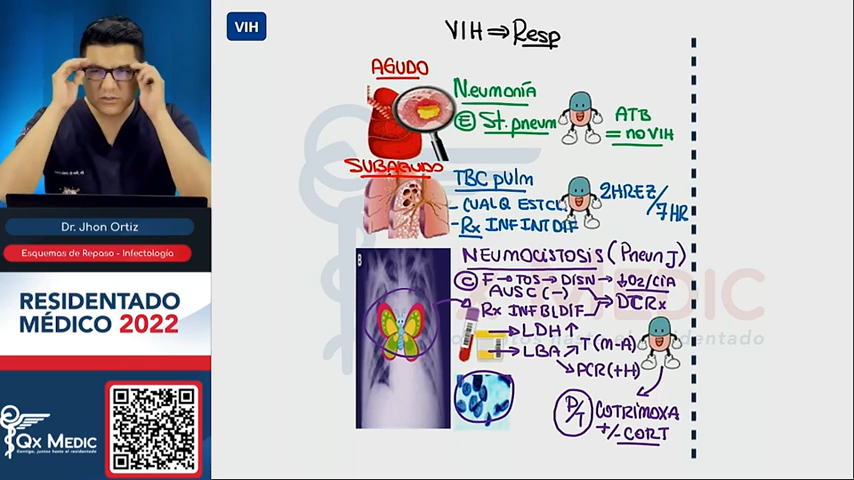 VIH
VIH ⇒ Resp
AGUDO
Neumonía
(E) St. pneum
ATB
= no VIH
SUBAGUDO
TBC pulm
- CUALQ ESTCD
- Rx INF INT DIF
2HREZ/7HR
B
NEUMOCISTOSIS (Pneum J)
(C) F → TOS → DISN → ↓O2/CIA
AUSC (-)
Rx INF BL DIF
DTCRx
→ LDH ↑
→ LBA ↗ T (M-A)
↘ PCR (+H)
P/T
COTRIMOXA
+/- CORT
Dr. Jhon Ortiz
Esquemas de Repaso - Infectología
RESIDENTADO
MÉDICO 2022
Qx MEDIC
Contigo, juntos hasta el residentado